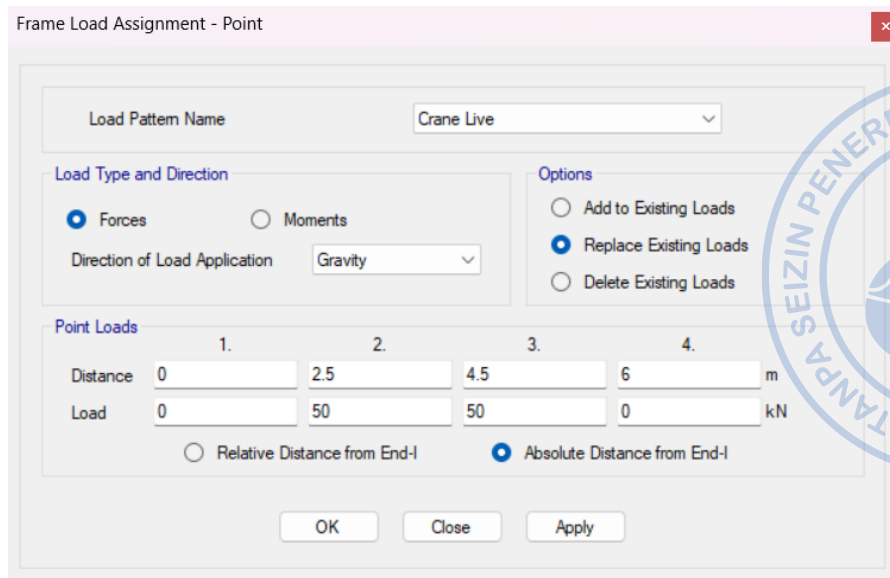 Frame Load Assignment - Point
Load Pattern Name Crane Live
Load Type and Direction
Forces Moments
Direction of Load Application Gravity
Options
Add to Existing Loads
Replace Existing Loads
Delete Existing Loads
Point Loads
1. 2. 3. 4.
Distance 0 2.5 4.5 6 m
Load 0 50 50 0 kN
Relative Distance from End-I Absolute Distance from End-I
OK Close Apply
TANPA SEIZIN PENER